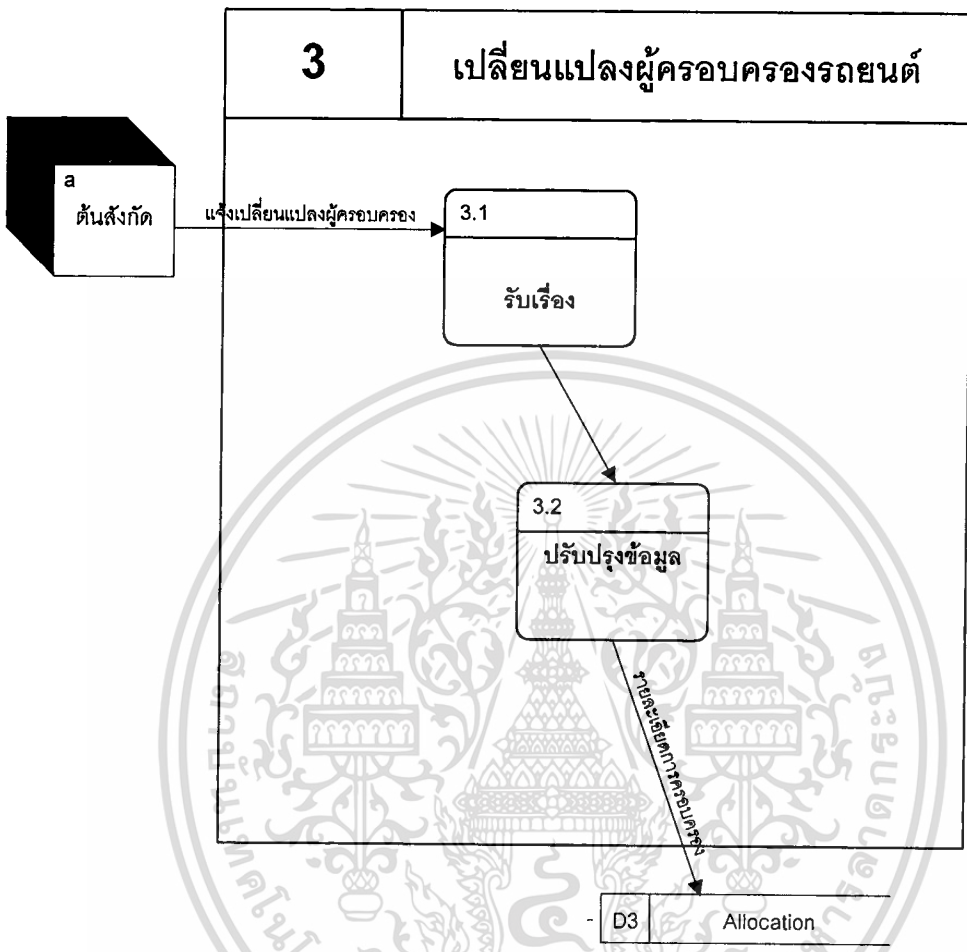 3
เปลี่ยนแปลงผู้ครอบครองรถยนต์
a
ต้นสังกัด
แจ้งเปลี่ยนแปลงผู้ครอบครอง
3.1
รับเรื่อง
3.2
ปรับปรุงข้อมูล
รายละเอียดการครอบครอง
D3
Allocation